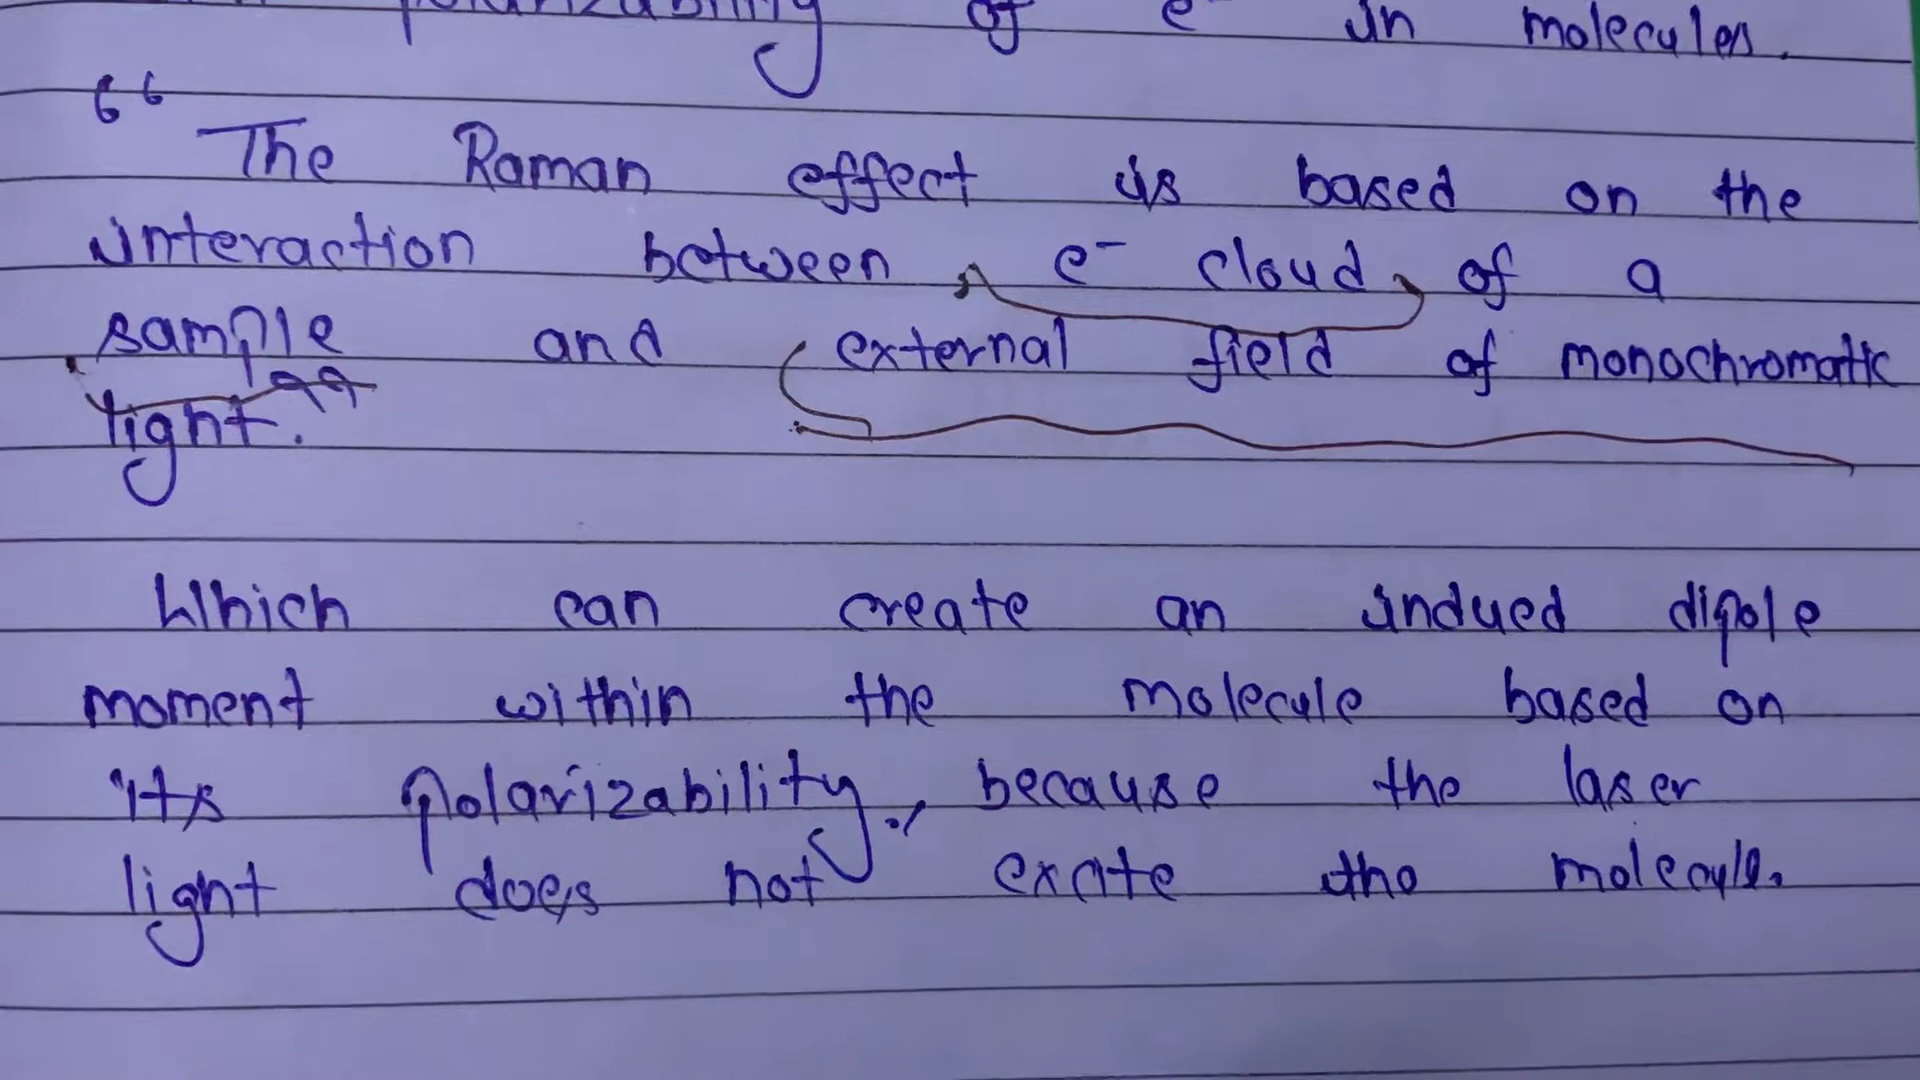 polarizability of e⁻ in molecules.
“ The Raman effect is based on the
interaction between e⁻ cloud of a
sample and external field of monochromatic
light. ”
Which can create an indued dipole
moment within the molecule based on
its polarizability, because the laser
light does not excite the molecule.